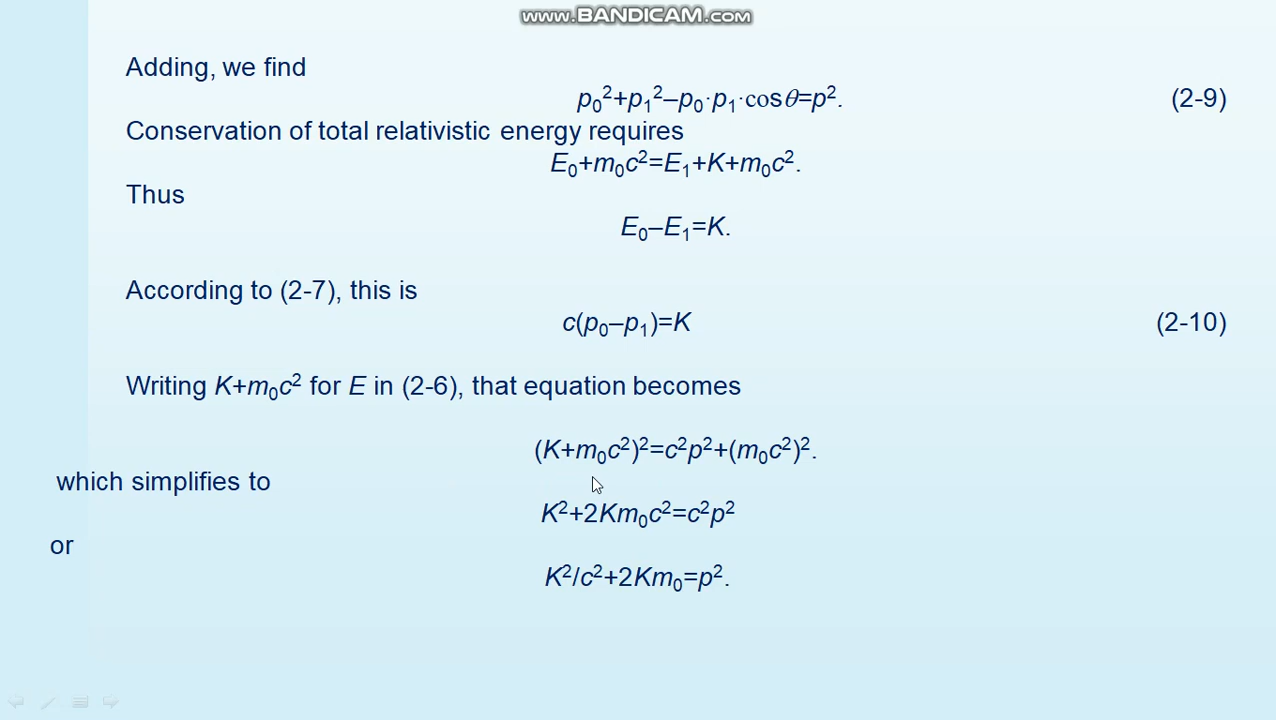 www.BANDICAM.com
Adding, we find
p₀²+p₁²–p₀·p₁·cosθ=p². (2-9)
Conservation of total relativistic energy requires
E₀+m₀c²=E₁+K+m₀c².
Thus
E₀–E₁=K.
According to (2-7), this is
c(p₀–p₁)=K (2-10)
Writing K+m₀c² for E in (2-6), that equation becomes
(K+m₀c²)²=c²p²+(m₀c²)².
which simplifies to
K²+2Km₀c²=c²p²
or
K²/c²+2Km₀=p².